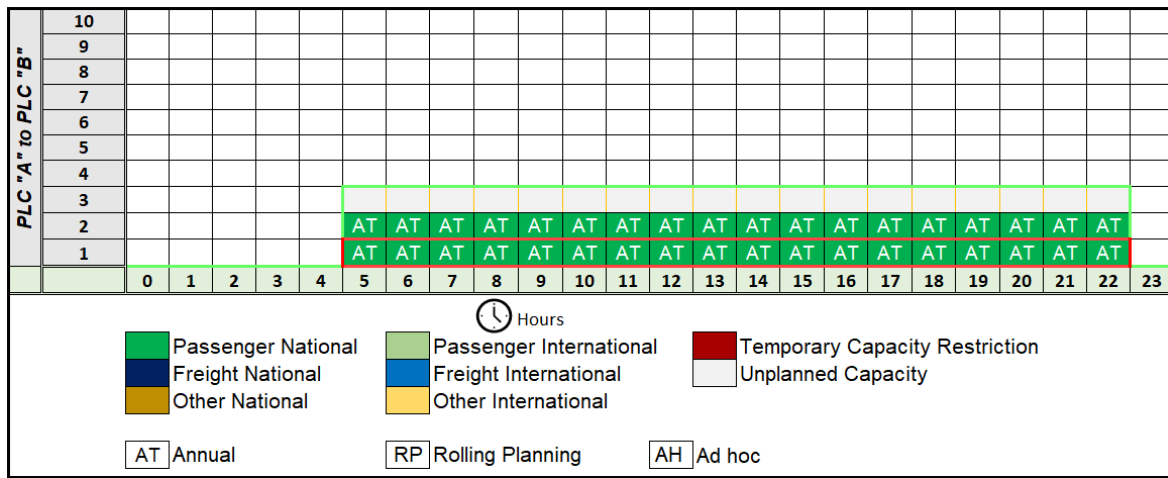 PLC "A" to PLC "B"
10
9
8
7
6
5
4
3
2 AT AT AT AT AT AT AT AT AT AT AT AT AT AT AT AT AT AT
1 AT AT AT AT AT AT AT AT AT AT AT AT AT AT AT AT AT AT
0 1 2 3 4 5 6 7 8 9 10 11 12 13 14 15 16 17 18 19 20 21 22 23
Hours
Passenger National Passenger International Temporary Capacity Restriction
Freight National Freight International Unplanned Capacity
Other National Other International
AT Annual RP Rolling Planning AH Ad hoc